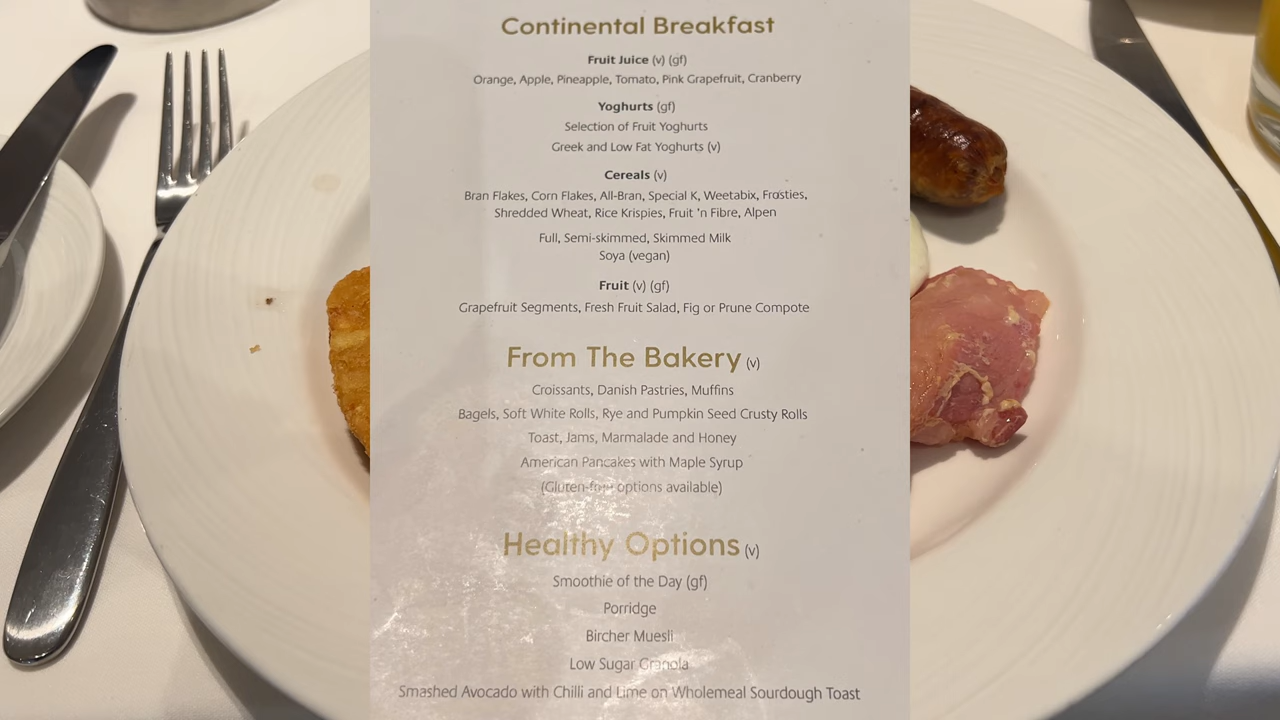 Continental Breakfast
Fruit Juice (v) (gf)
Orange, Apple, Pineapple, Tomato, Pink Grapefruit, Cranberry
Yoghurts (gf)
Selection of Fruit Yoghurts
Greek and Low Fat Yoghurts (v)
Cereals (v)
Bran Flakes, Corn Flakes, All-Bran, Special K, Weetabix, Frosties,
Shredded Wheat, Rice Krispies, Fruit 'n Fibre, Alpen
Full, Semi-skimmed, Skimmed Milk
Soya (vegan)
Fruit (v) (gf)
Grapefruit Segments, Fresh Fruit Salad, Fig or Prune Compote
From The Bakery (v)
Croissants, Danish Pastries, Muffins
Bagels, Soft White Rolls, Rye and Pumpkin Seed Crusty Rolls
Toast, Jams, Marmalade and Honey
American Pancakes with Maple Syrup
(Gluten-free options available)
Healthy Options (v)
Smoothie of the Day (gf)
Porridge
Bircher Muesli
Low Sugar Granola
Smashed Avocado with Chilli and Lime on Wholemeal Sourdough Toast